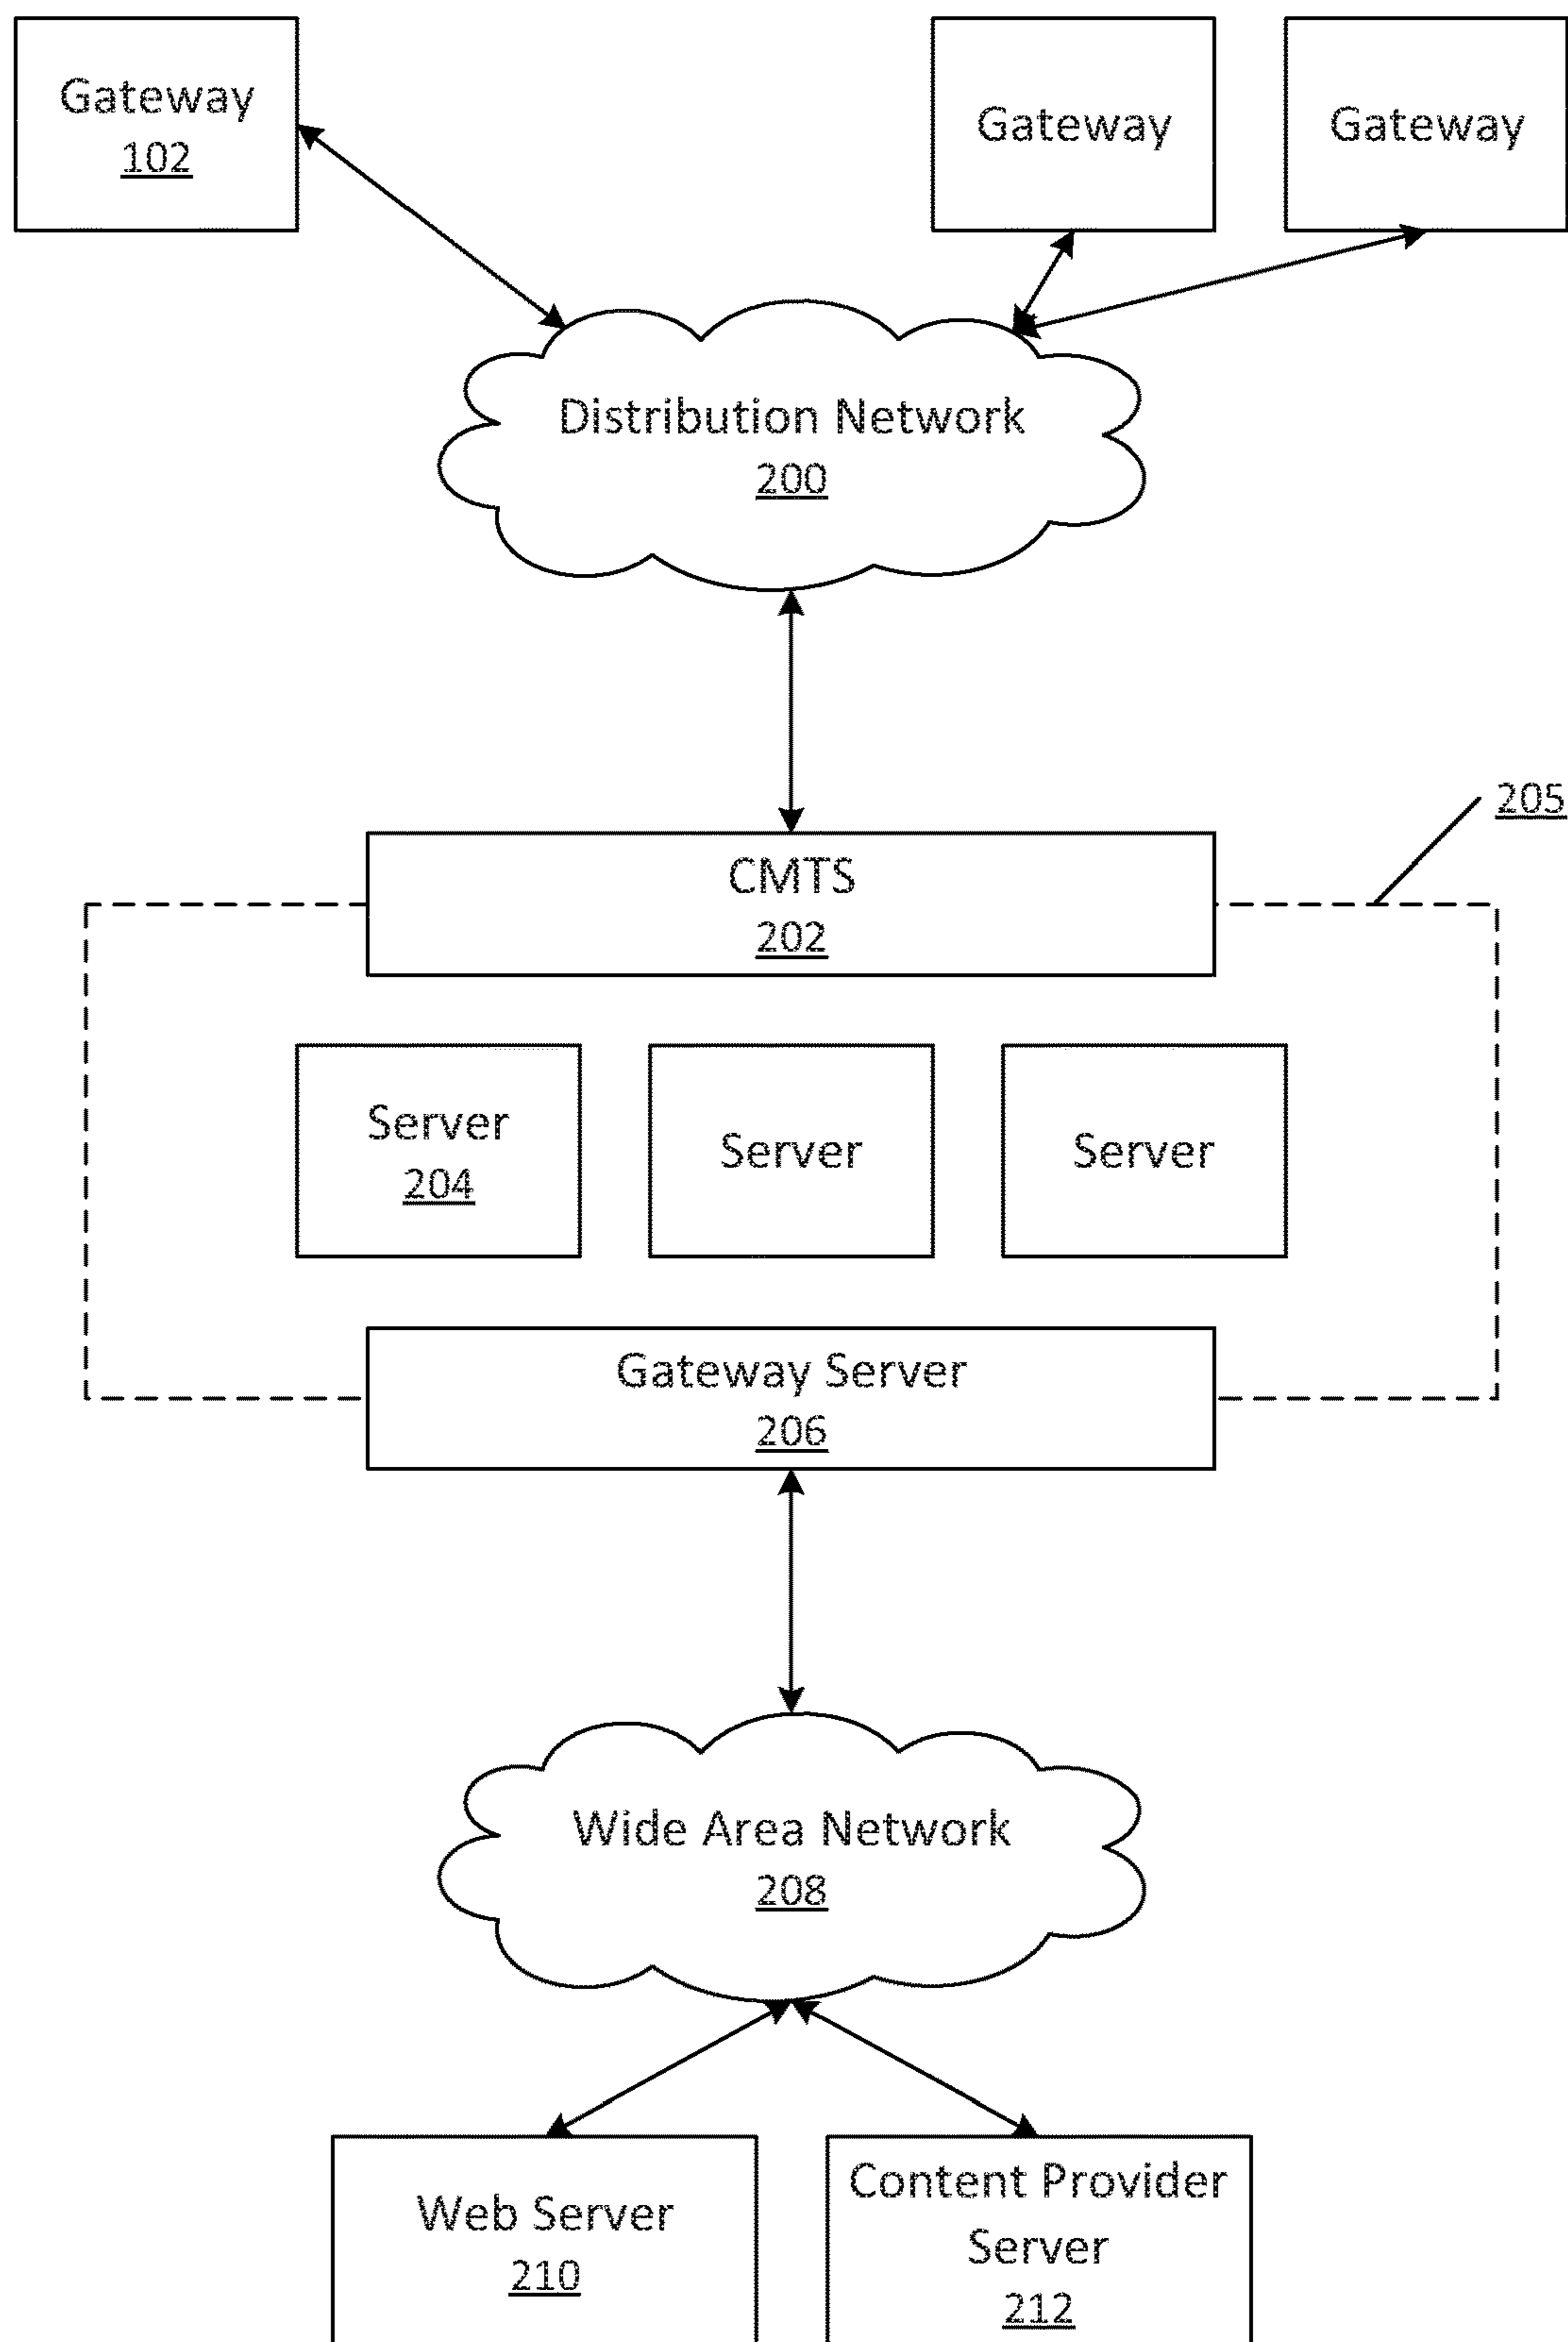 Gateway
102
Gateway
Gateway
Distribution Network
200
205
CMTS
202
Server
204
Server
Server
Gateway Server
206
Wide Area Network
208
Web Server
210
Content Provider
Server
212